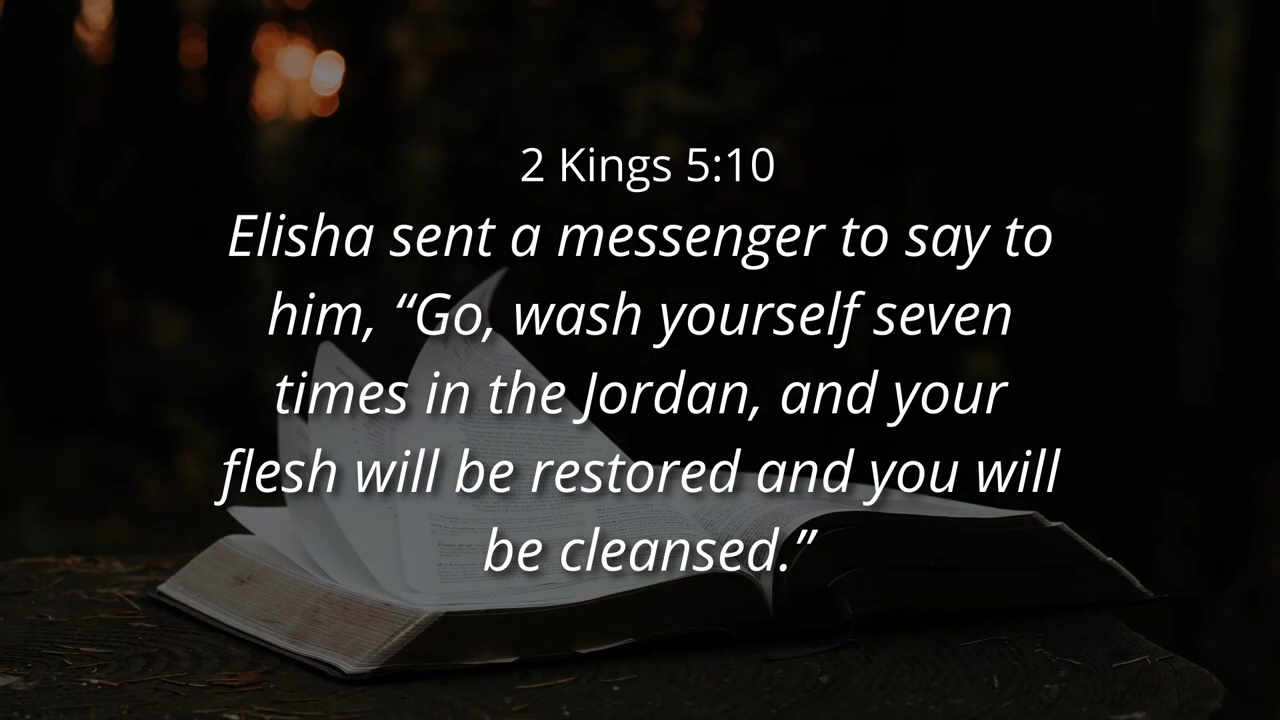 2 Kings 5:10
Elisha sent a messenger to say to
him, “Go, wash yourself seven
times in the Jordan, and your
flesh will be restored and you will
be cleansed.”